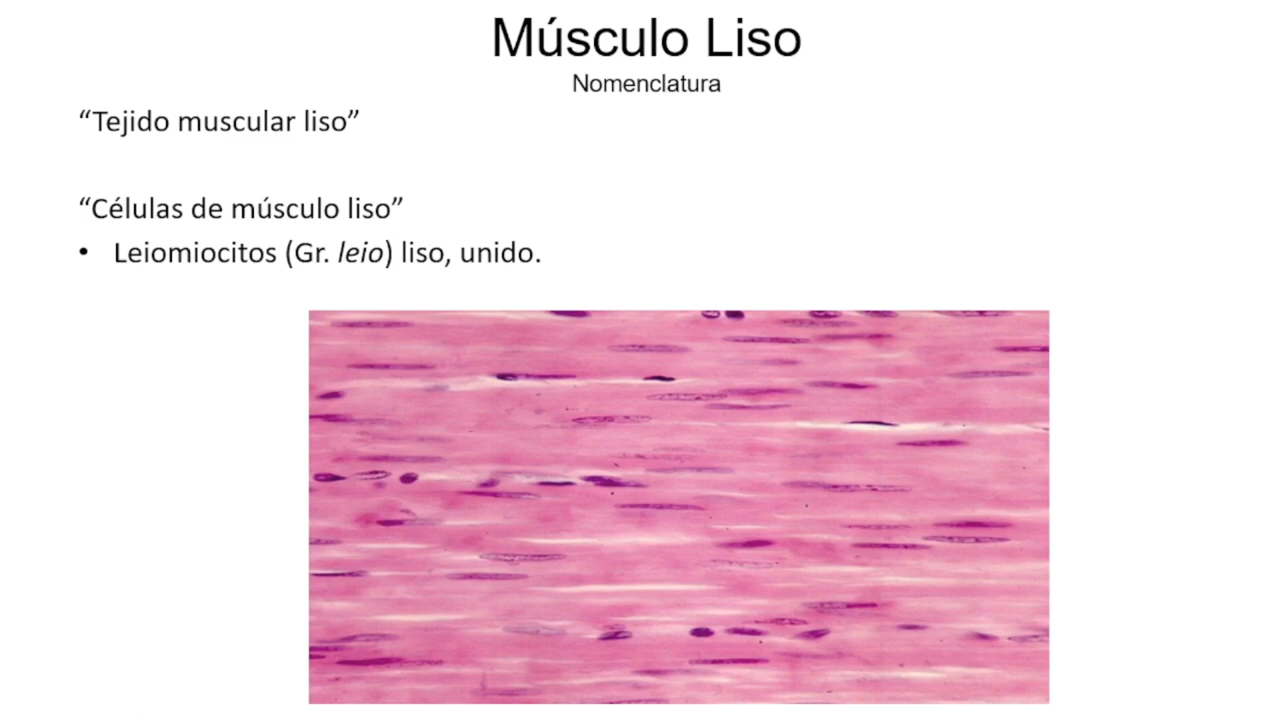 Músculo Liso
Nomenclatura
“Tejido muscular liso”
“Células de músculo liso”
• Leiomiocitos (Gr. leio) liso, unido.